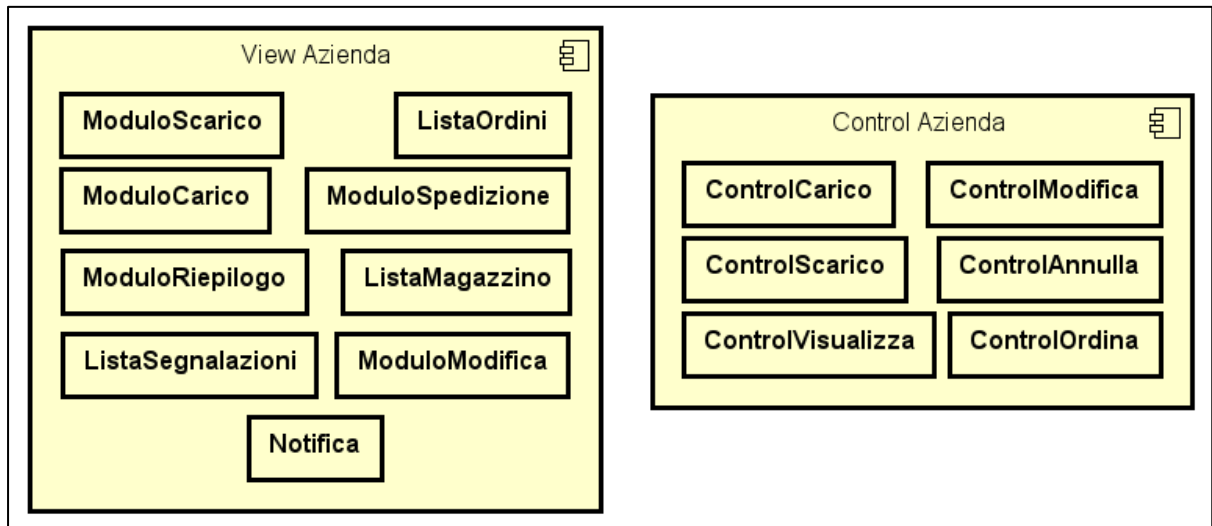 View Azienda
ModuloScarico
ListaOrdini
ModuloCarico
ModuloSpedizione
ModuloRiepilogo
ListaMagazzino
ListaSegnalazioni
ModuloModifica
Notifica
Control Azienda
ControlCarico
ControlModifica
ControlScarico
ControlAnnulla
ControlVisualizza
ControlOrdina